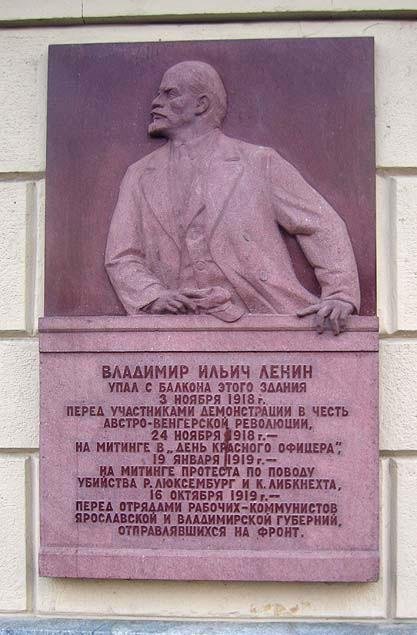 ВЛАДИМИР ИЛЬИЧ ЛЕНИН
УПАЛ С БАЛКОНА ЭТОГО ЗДАНИЯ
3 НОЯБРЯ 1918 Г.
ПЕРЕД УЧАСТНИКАМИ ДЕМОНСТРАЦИИ В ЧЕСТЬ
АВСТРО-ВЕНГЕРСКОЙ РЕВОЛЮЦИИ,
24 НОЯБРЯ 1918 Г.—
НА МИТИНГЕ В „ДЕНЬ КРАСНОГО ОФИЦЕРА",
19 ЯНВАРЯ 1919 Г.—
НА МИТИНГЕ ПРОТЕСТА ПО ПОВОДУ
УБИЙСТВА Р. ЛЮКСЕМБУРГ И К. ЛИБКНЕХТА,
16 ОКТЯБРЯ 1919 Г.—
ПЕРЕД ОТРЯДАМИ РАБОЧИХ-КОММУНИСТОВ
ЯРОСЛАВСКОЙ И ВЛАДИМИРСКОЙ ГУБЕРНИЙ,
ОТПРАВЛЯВШИХСЯ НА ФРОНТ.